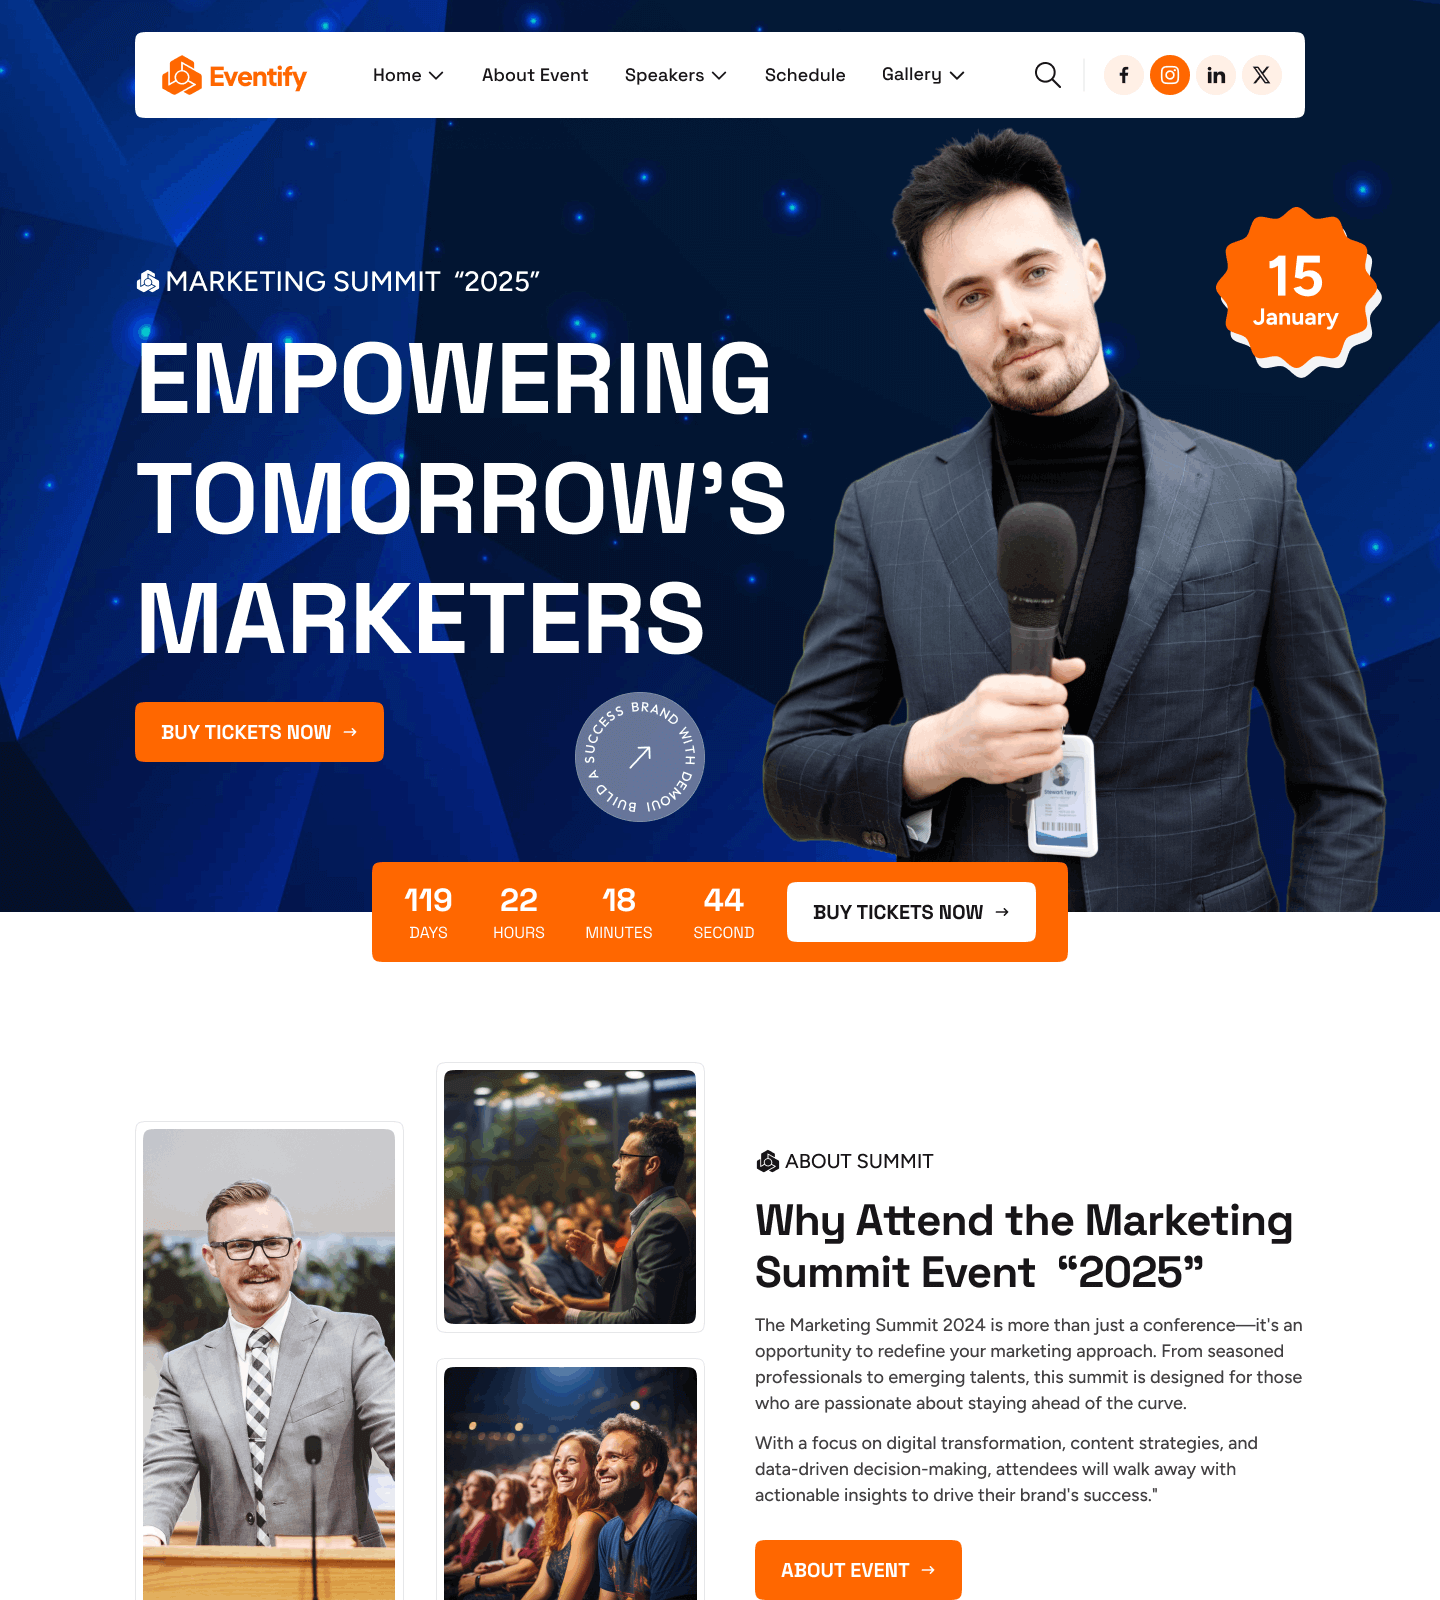 Eventify
Home
About Event
Speakers
Schedule
Gallery
15
January
MARKETING SUMMIT “2025”
EMPOWERING
TOMORROW’S
MARKETERS
BUY TICKETS NOW →
BUILD A SUCCESS BRAND WITH DEMOUI
Stewart Terry
119
DAYS
22
HOURS
18
MINUTES
44
SECOND
BUY TICKETS NOW →
ABOUT SUMMIT
Why Attend the Marketing
Summit Event “2025”
The Marketing Summit 2024 is more than just a conference—it's an
opportunity to redefine your marketing approach. From seasoned
professionals to emerging talents, this summit is designed for those
who are passionate about staying ahead of the curve.
With a focus on digital transformation, content strategies, and
data-driven decision-making, attendees will walk away with
actionable insights to drive their brand's success."
ABOUT EVENT →